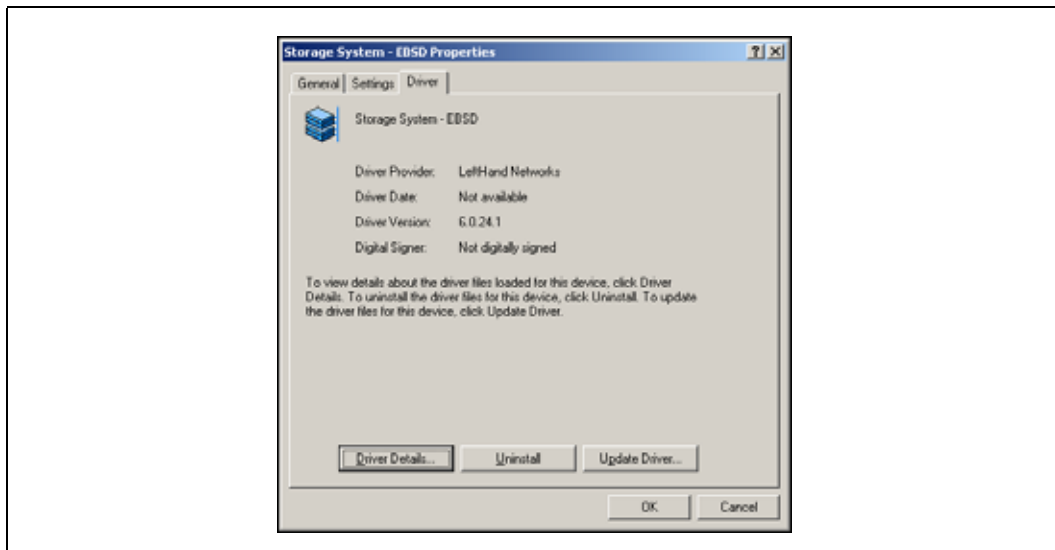 Storage System - EBSD Properties
General Settings Driver
Storage System - EBSD
Driver Provider: LeftHand Networks
Driver Date: Not available
Driver Version: 6.0.24.1
Digital Signer: Not digitally signed
To view details about the driver files loaded for this device, click Driver
Details. To uninstall the driver files for this device, click Uninstall. To update
the driver files for this device, click Update Driver.
Driver Details... Uninstall Update Driver...
OK Cancel